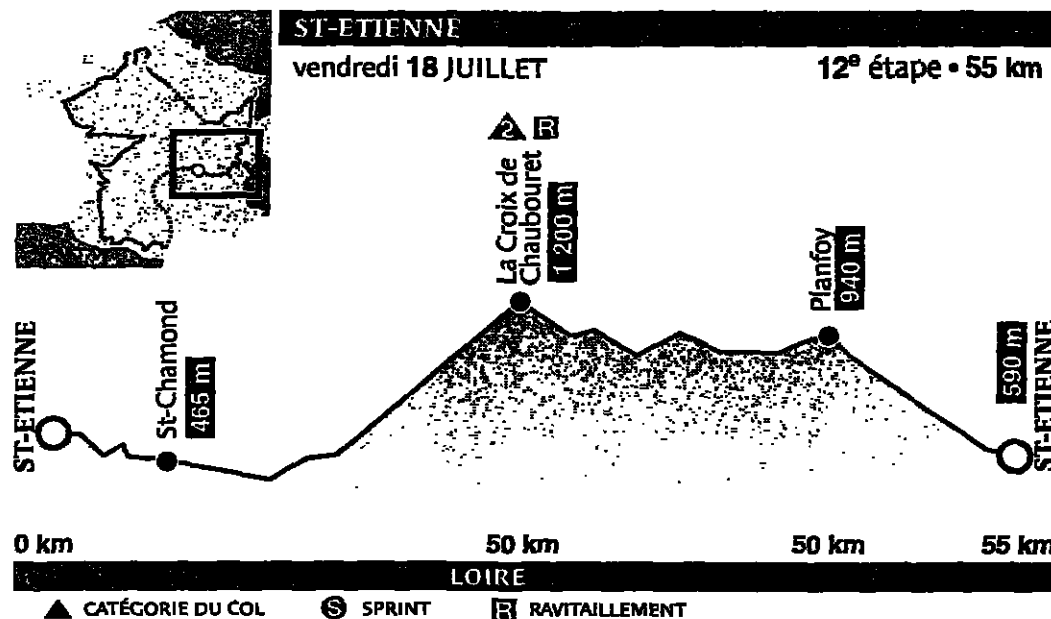 ST-ETIENNE
vendredi 18 JUILLET
12e étape • 55 km
2 R
La Croix de
Chaubouret
1 200 m
Planfoy
940 m
ST-ETIENNE
St-Chamond
465 m
590 m
ST-ETIENNE
0 km
50 km
50 km
55 km
LOIRE
CATÉGORIE DU COL
S SPRINT
R RAVITAILLEMENT